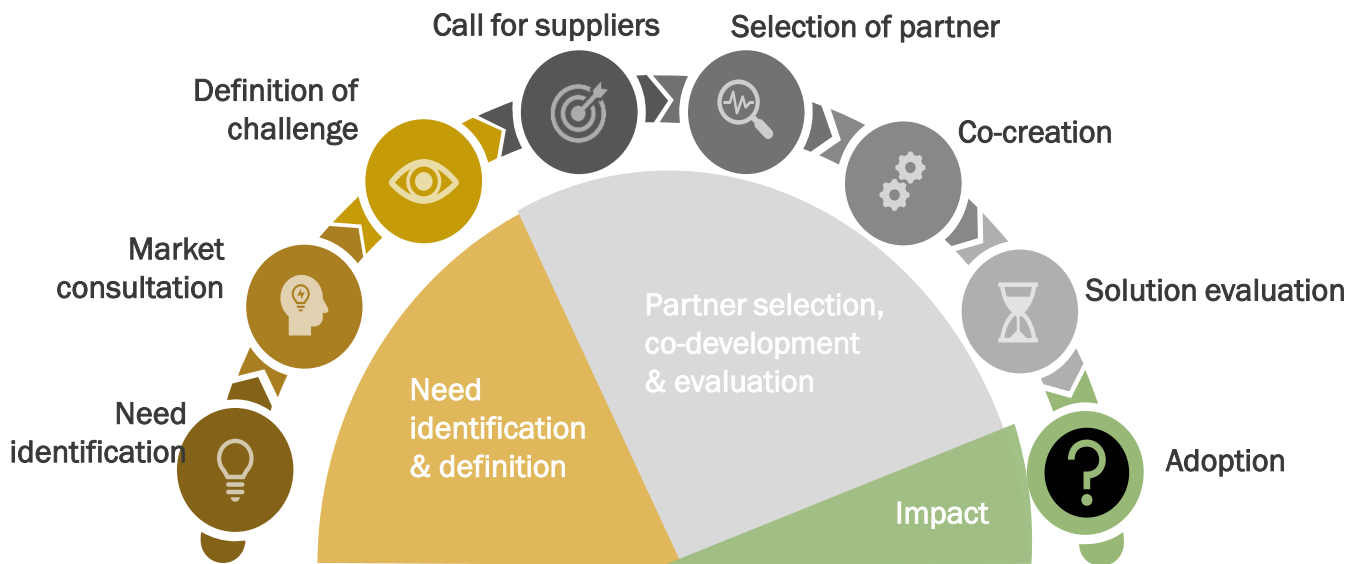 Call for suppliers
Selection of partner
Definition of
challenge
Co-creation
Market
consultation
Solution evaluation
Partner selection,
co-development
& evaluation
Need
identification
& definition
Need
identification
Adoption
Impact
?